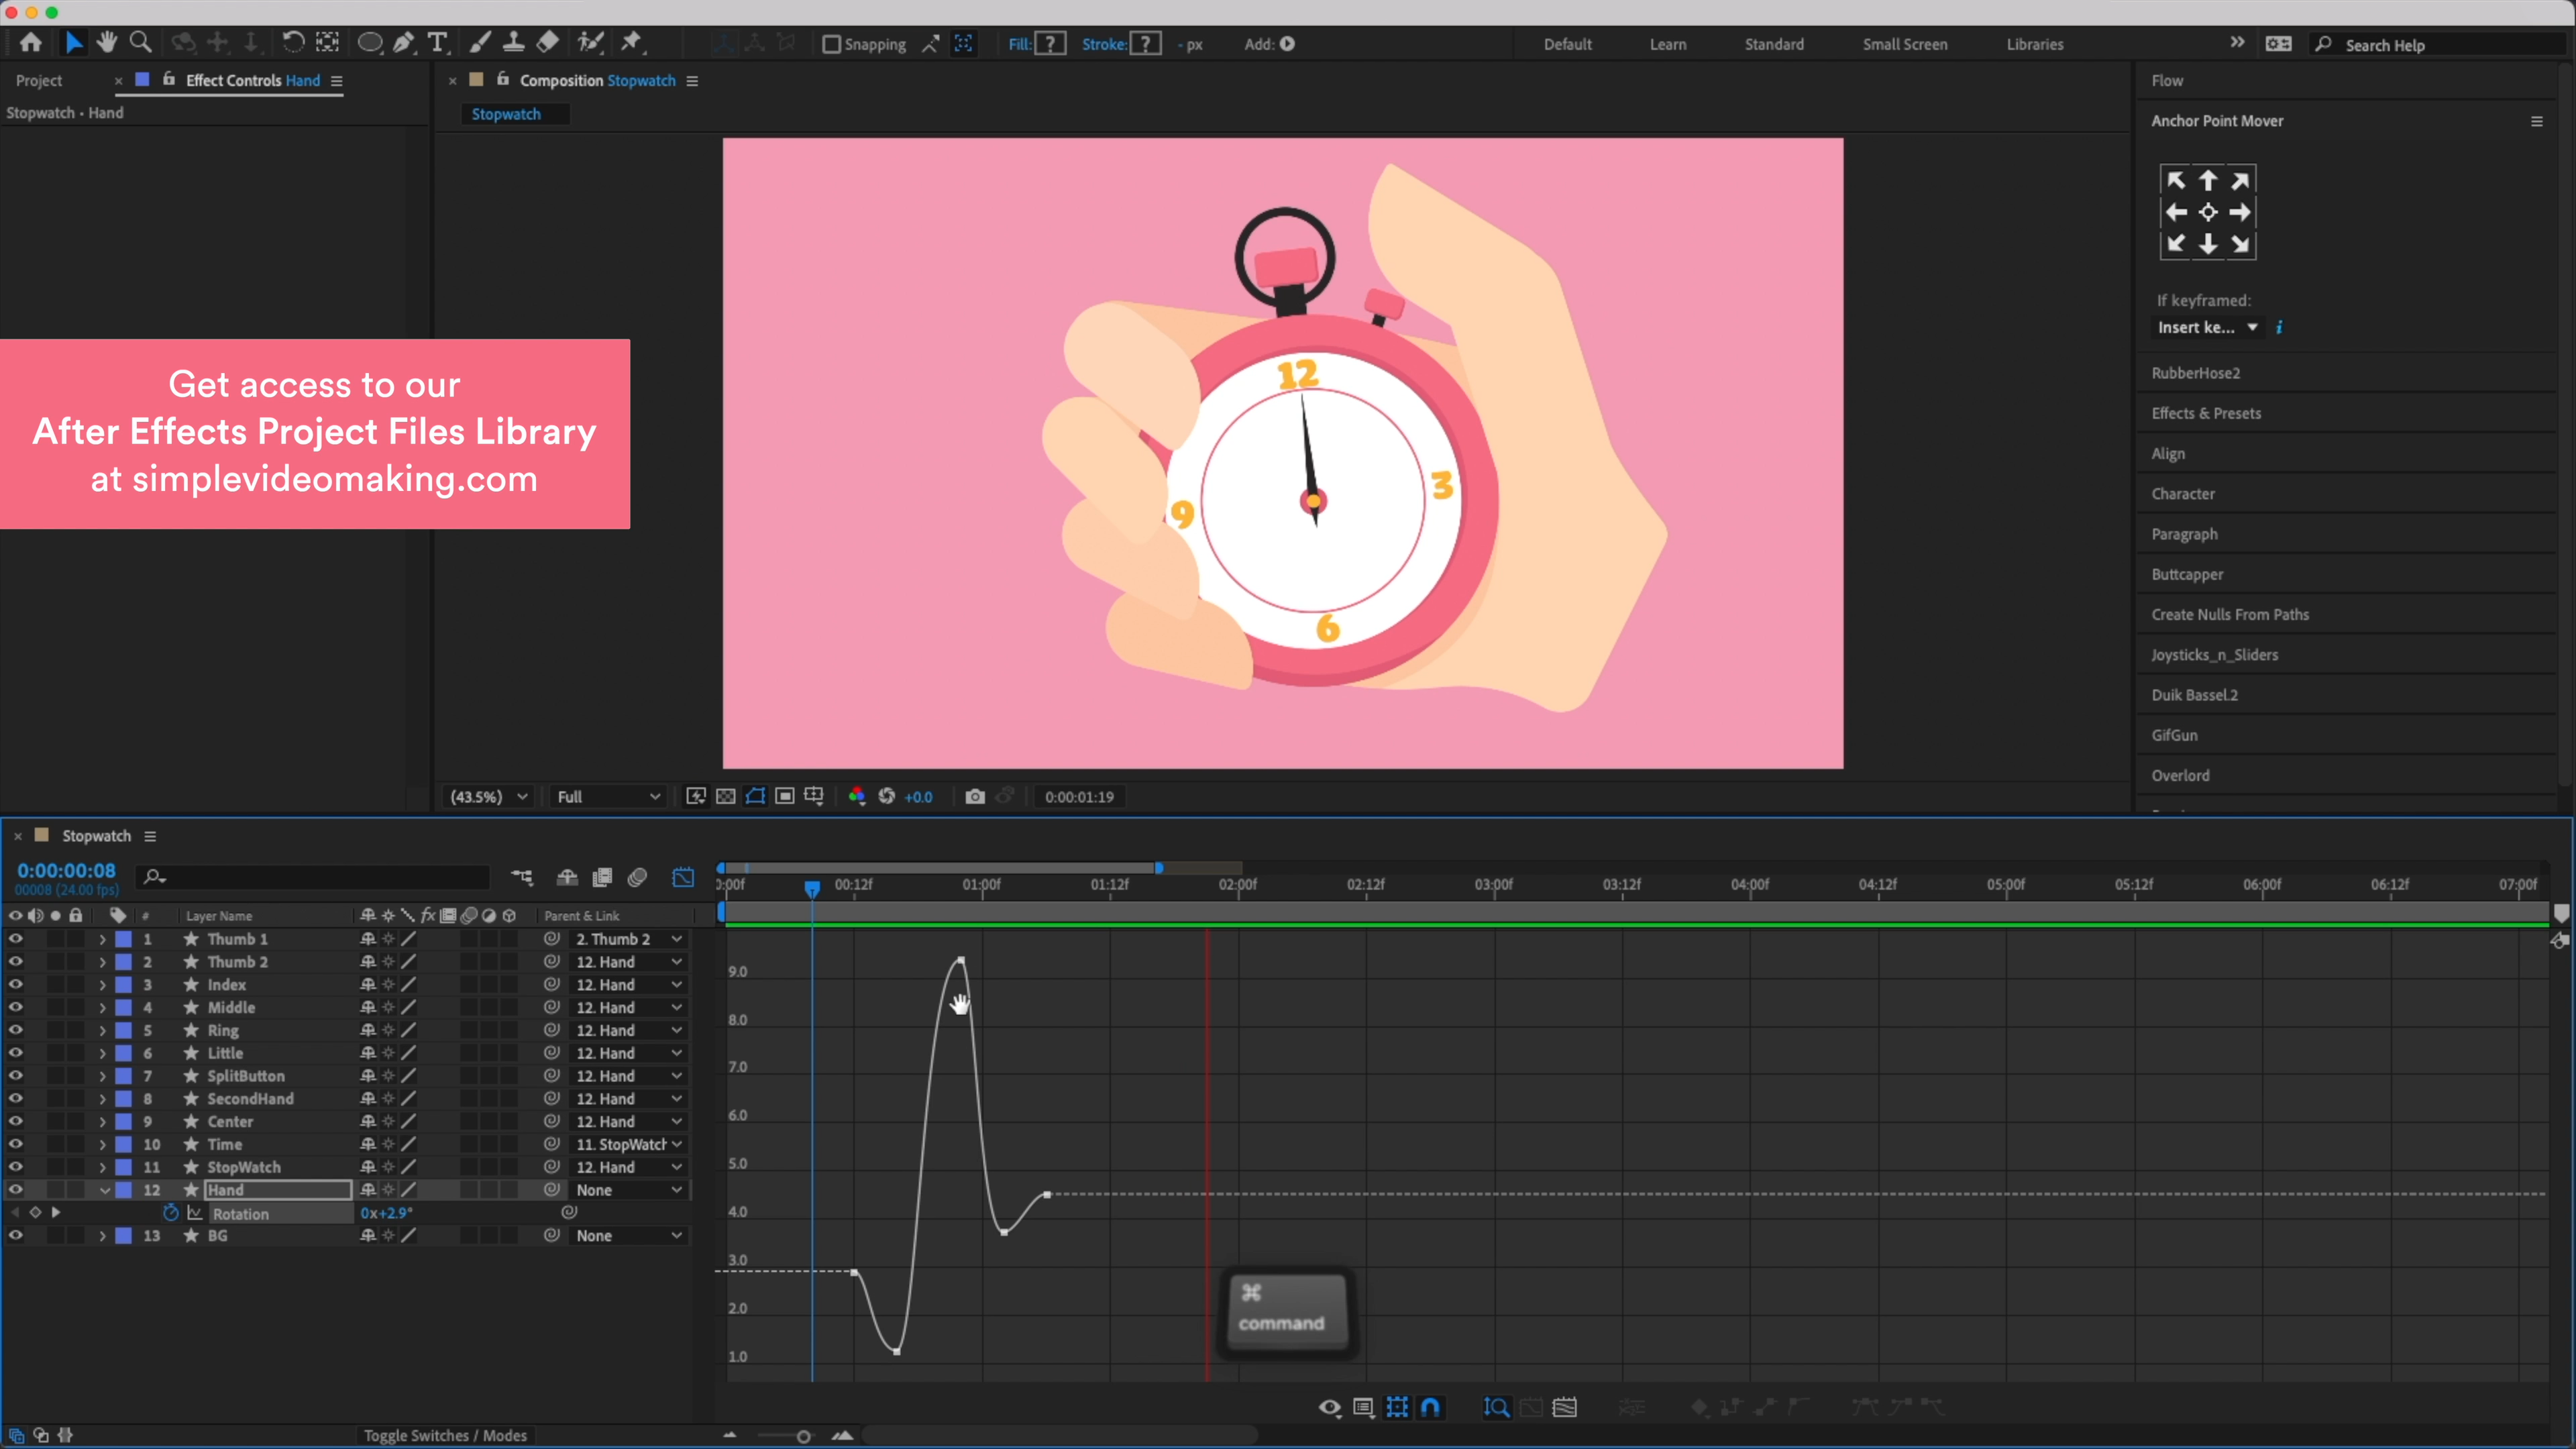 Snapping
Fill: ?
Stroke: ?
- px
Add:
Default
Learn
Standard
Small Screen
Libraries
Search Help
Project
Effect Controls Hand
Composition Stopwatch
Stopwatch • Hand
Stopwatch
Get access to our
After Effects Project Files Library
at simplevideomaking.com
12
3
6
9
Flow
Anchor Point Mover
If keyframed:
Insert ke...
RubberHose2
Effects & Presets
Align
Character
Paragraph
Buttcapper
Create Nulls From Paths
Joysticks_n_Sliders
Duik Bassel.2
GifGun
Overlord
(43.5%)
Full
+0.0
0:00:01:19
Stopwatch
0:00:00:08
00008 (24.00 fps)
# Layer Name
fx
Parent & Link
1 Thumb 1 2. Thumb 2
2 Thumb 2 12. Hand
3 Index 12. Hand
4 Middle 12. Hand
5 Ring 12. Hand
6 Little 12. Hand
7 SplitButton 12. Hand
8 SecondHand 12. Hand
9 Center 12. Hand
10 Time 11. StopWatch
11 StopWatch 12. Hand
12 Hand None
Rotation 0x+2.9°
13 BG None
0:00f 00:12f 01:00f 01:12f 02:00f 02:12f 03:00f 03:12f 04:00f 04:12f 05:00f 05:12f 06:00f 06:12f 07:00f
9.0
8.0
7.0
6.0
5.0
4.0
3.0
2.0
1.0
⌘
command
Toggle Switches / Modes